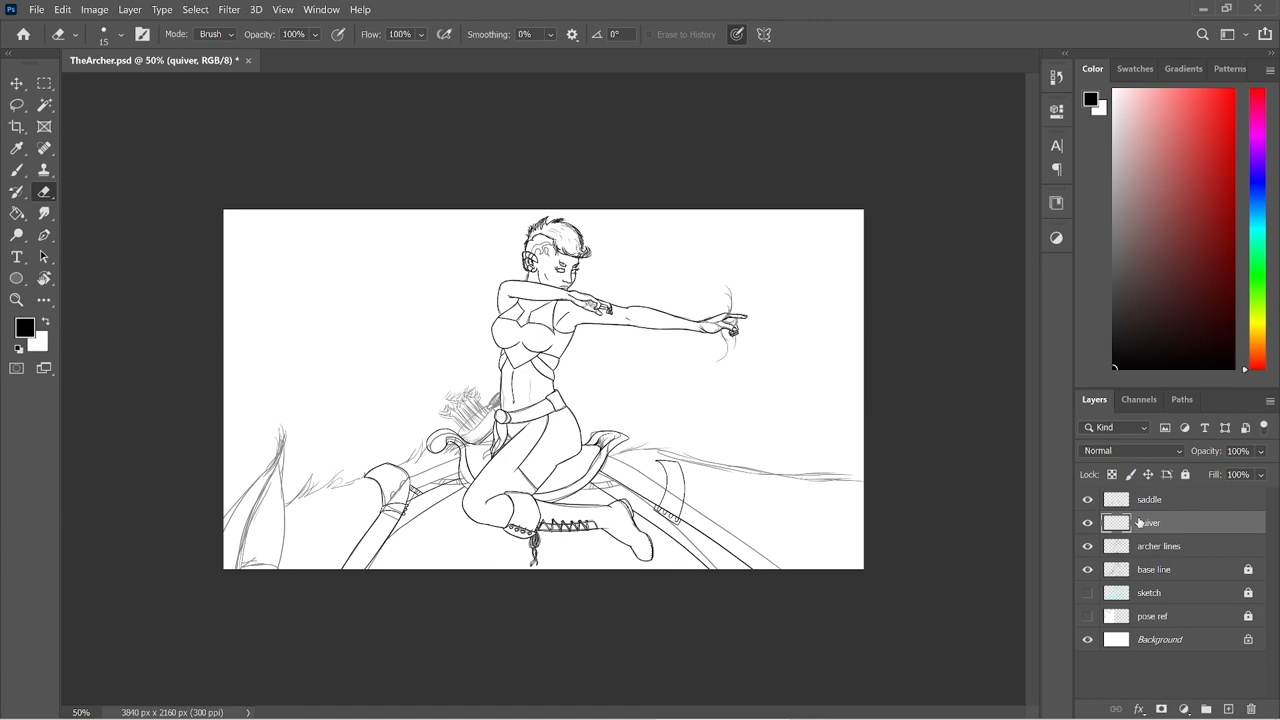 Ps File Edit Image Layer Type Select Filter 3D View Window Help
15 Mode: Brush Opacity: 100% Flow: 100% Smoothing: 0% 0° Erase to History
TheArcher.psd @ 50% (quiver, RGB/8) *
Color Swatches Gradients Patterns
Layers Channels Paths
Kind
Normal Opacity: 100%
Lock: Fill: 100%
saddle
quiver
archer lines
base line
sketch
pose ref
Background
50% 3840 px x 2160 px (300 ppi)